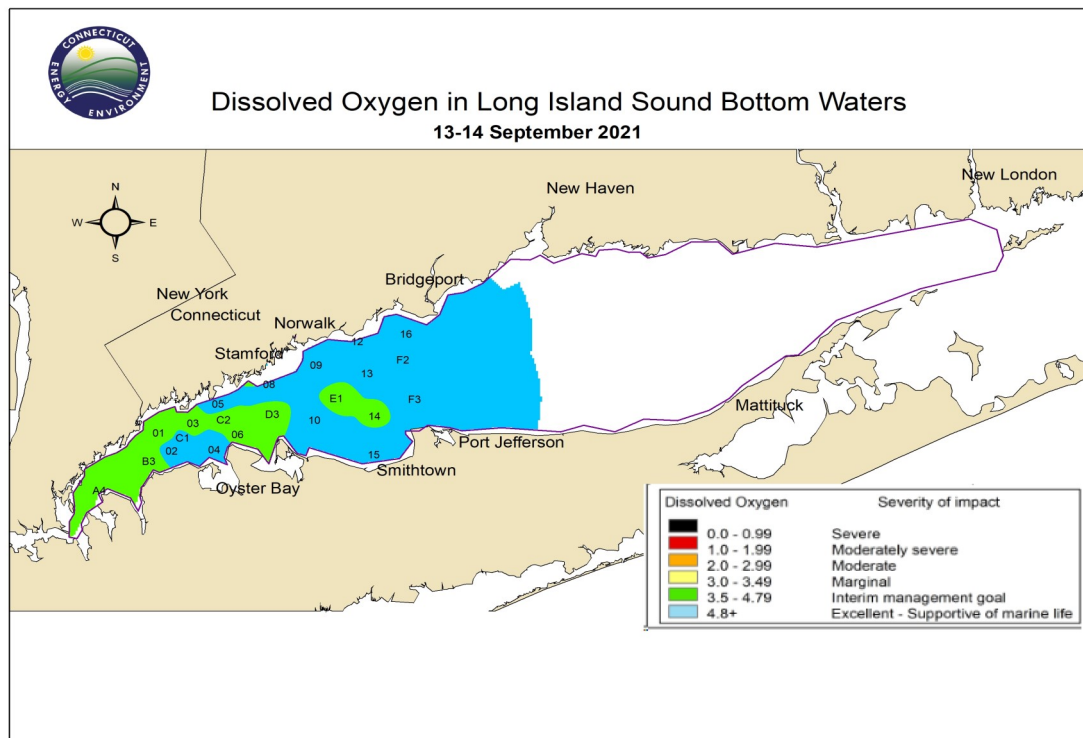 CONNECTICUT
ENERGY
ENVIRONMENT
Dissolved Oxygen in Long Island Sound Bottom Waters
13-14 September 2021
N
W
E
S
New London
New Haven
Bridgeport
New York
Connecticut
Norwalk
Stamford
16
12
F2
09
13
08
E1
F3
05
D3
14
10
C2
03
01
C1
06
02
04
B3
15
A4
Mattituck
Port Jefferson
Smithtown
Oyster Bay
Dissolved Oxygen Severity of impact
0.0 - 0.99 Severe
1.0 - 1.99 Moderately severe
2.0 - 2.99 Moderate
3.0 - 3.49 Marginal
3.5 - 4.79 Interim management goal
4.8+ Excellent - Supportive of marine life